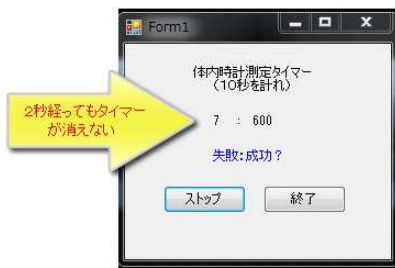 Form1
体内時計測定タイマー
(10秒を計れ)
2秒経ってもタイマー
が消えない
7 : 600
失敗:成功?
ストップ 終了